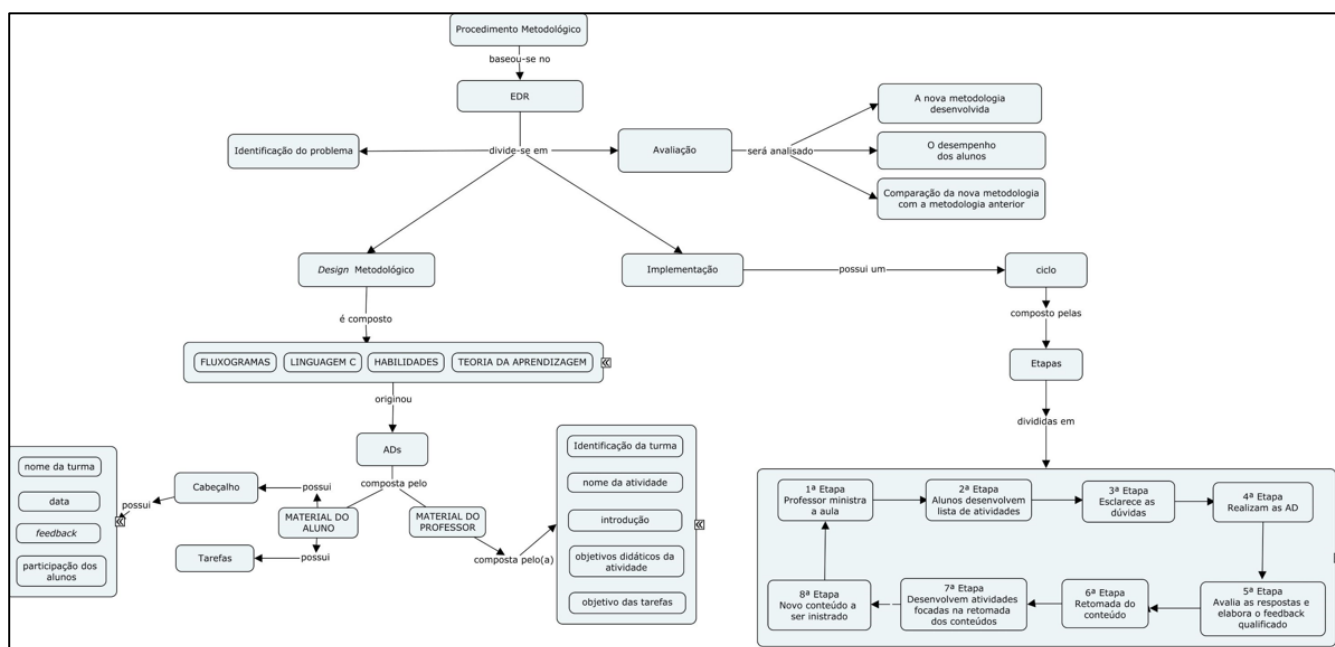 Procedimento Metodológico
baseou-se no
EDR
divide-se em
Identificação do problema
Avaliação
será analisado
A nova metodologia
desenvolvida
O desempenho
dos alunos
Comparação da nova metodologia
com a metodologia anterior
Design Metodológico
é composto
FLUXOGRAMAS
LINGUAGEM C
HABILIDADES
TEORIA DA APRENDIZAGEM
originou
ADs
composta pelo
MATERIAL DO
ALUNO
possui
Cabeçalho
possui
nome da turma
data
feedback
participação dos
alunos
possui
Tarefas
MATERIAL DO
PROFESSOR
composta pelo(a)
Identificação da turma
nome da atividade
introdução
objetivos didáticos da
atividade
objetivo das tarefas
Implementação
possui um
ciclo
composto pelas
Etapas
divididas em
1ª Etapa
Professor ministra
a aula
2ª Etapa
Alunos desenvolvem
lista de atividades
3ª Etapa
Esclarece as
dúvidas
4ª Etapa
Realizam as AD
5ª Etapa
Avalia as respostas e
elabora o feedback
qualificado
6ª Etapa
Retomada do
conteúdo
7ª Etapa
Desenvolvem atividades
focadas na retomada
dos conteúdos
8ª Etapa
Novo conteúdo a
ser inistrado